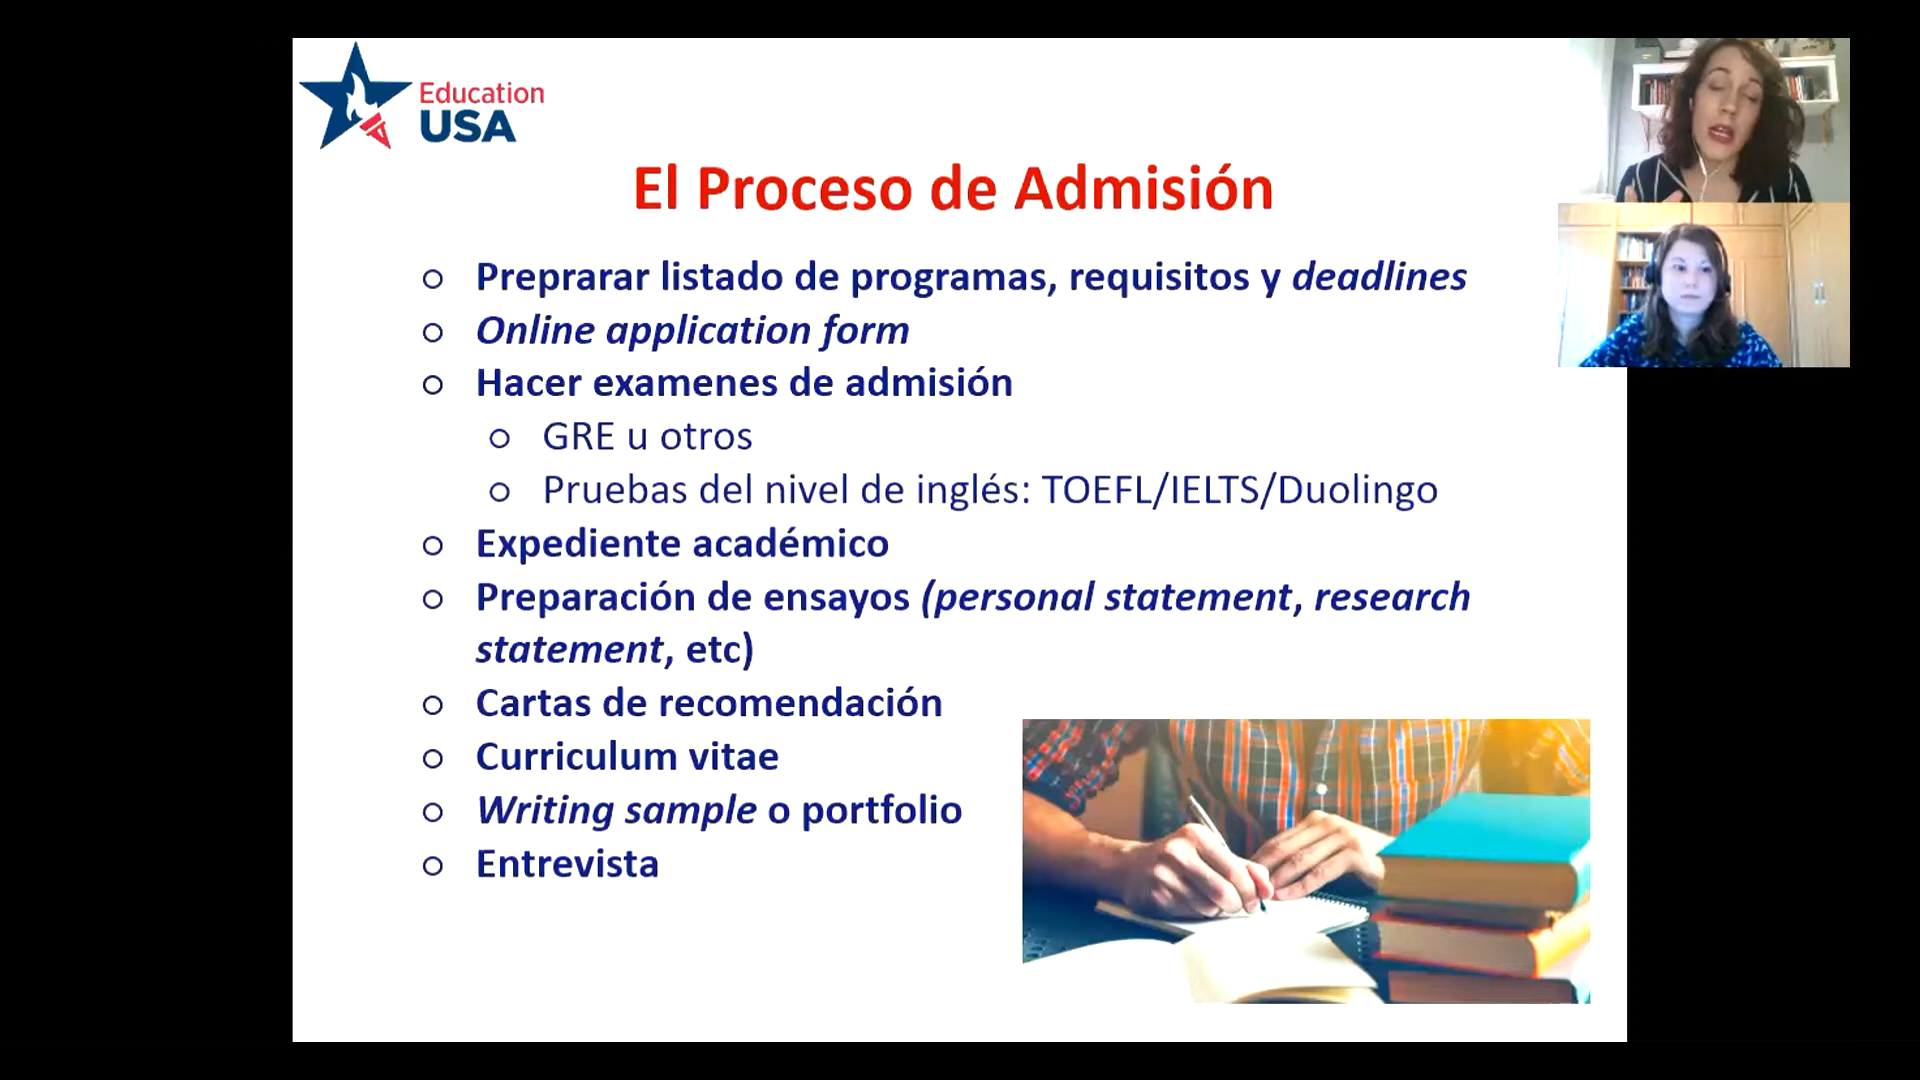 Education
USA
El Proceso de Admisión
Preprarar listado de programas, requisitos y deadlines
Online application form
Hacer examenes de admisión
GRE u otros
Pruebas del nivel de inglés: TOEFL/IELTS/Duolingo
Expediente académico
Preparación de ensayos (personal statement, research
statement, etc)
Cartas de recomendación
Curriculum vitae
Writing sample o portfolio
Entrevista